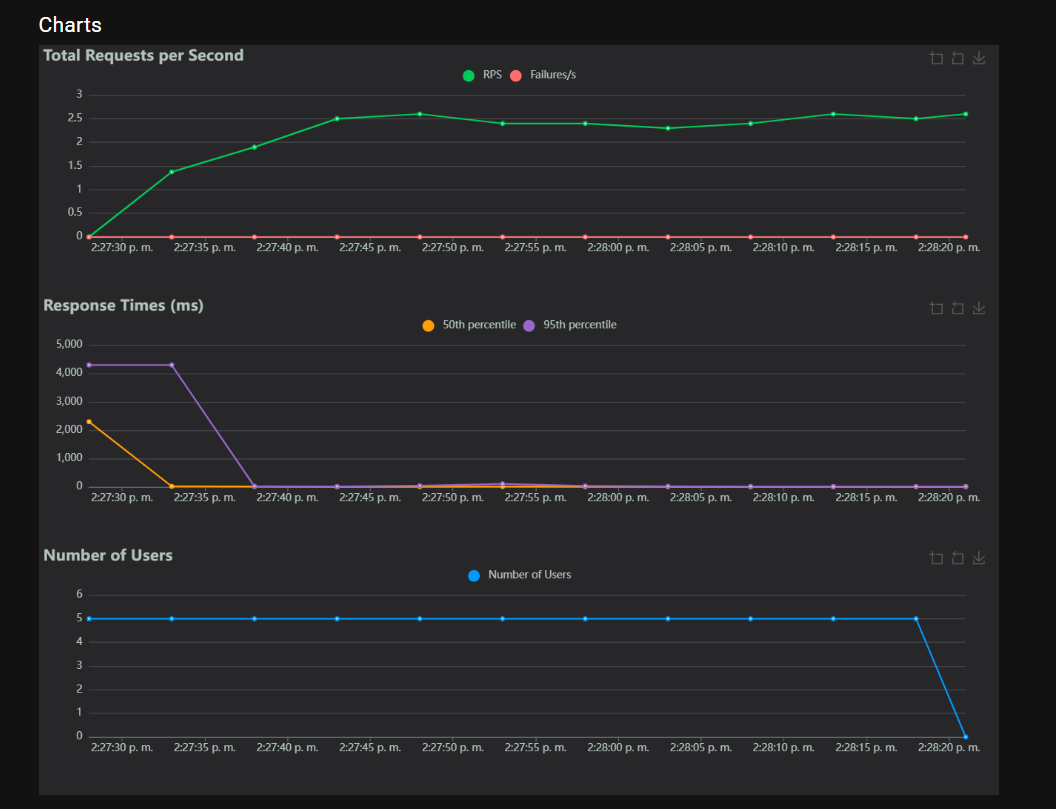 Charts
Total Requests per Second
RPS Failures/s
3
2.5
2
1.5
1
0.5
0
2:27:30 p. m. 2:27:35 p. m. 2:27:40 p. m. 2:27:45 p. m. 2:27:50 p. m. 2:27:55 p. m. 2:28:00 p. m. 2:28:05 p. m. 2:28:10 p. m. 2:28:15 p. m. 2:28:20 p. m.
Response Times (ms)
50th percentile 95th percentile
5,000
4,000
3,000
2,000
1,000
0
2:27:30 p. m. 2:27:35 p. m. 2:27:40 p. m. 2:27:45 p. m. 2:27:50 p. m. 2:27:55 p. m. 2:28:00 p. m. 2:28:05 p. m. 2:28:10 p. m. 2:28:15 p. m. 2:28:20 p. m.
Number of Users
Number of Users
6
5
4
3
2
1
0
2:27:30 p. m. 2:27:35 p. m. 2:27:40 p. m. 2:27:45 p. m. 2:27:50 p. m. 2:27:55 p. m. 2:28:00 p. m. 2:28:05 p. m. 2:28:10 p. m. 2:28:15 p. m. 2:28:20 p. m.